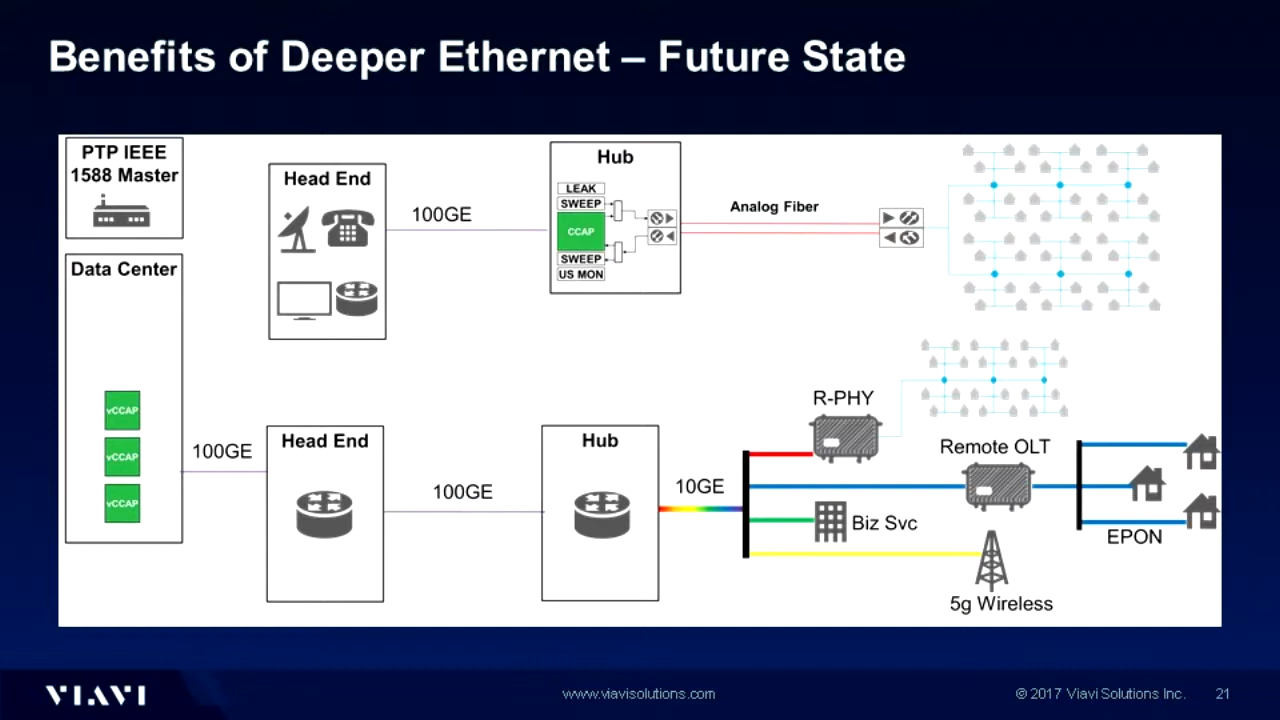 Benefits of Deeper Ethernet – Future State
PTP IEEE
1588 Master
Data Center
vCCAP
vCCAP
vCCAP
100GE
Head End
100GE
Hub
LEAK
SWEEP
CCAP
SWEEP
US MON
Analog Fiber
Head End
100GE
Hub
10GE
R-PHY
Remote OLT
Biz Svc
EPON
5g Wireless
VIAVI
www.viavisolutions.com
© 2017 Viavi Solutions Inc.
21